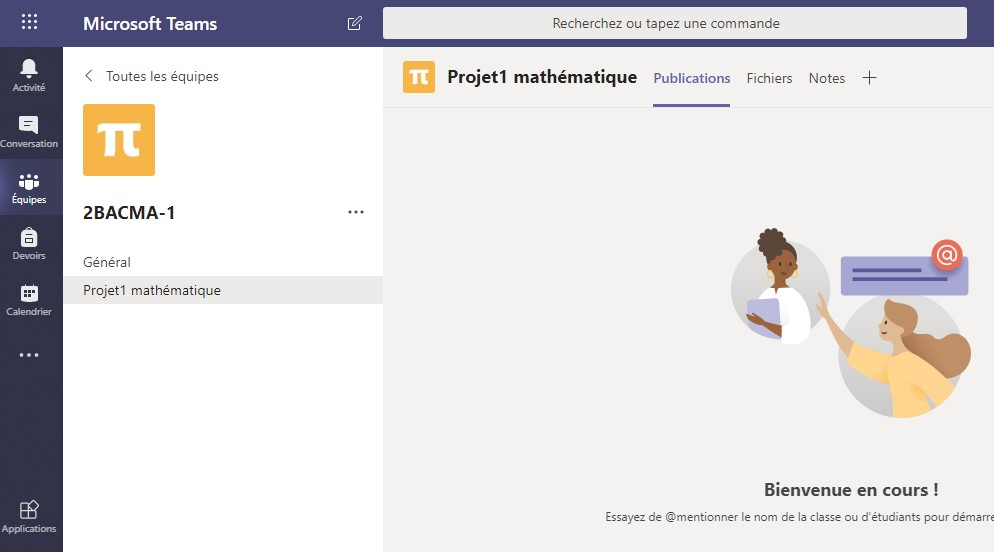 Microsoft Teams
Recherchez ou tapez une commande
Activité
Conversation
Équipes
Devoirs
Calendrier
Applications
Toutes les équipes
π
2BACMA-1
Général
Projet1 mathématique
π
Projet1 mathématique
Publications
Fichiers
Notes
@
Bienvenue en cours !
Essayez de @mentionner le nom de la classe ou d'étudiants pour démarre